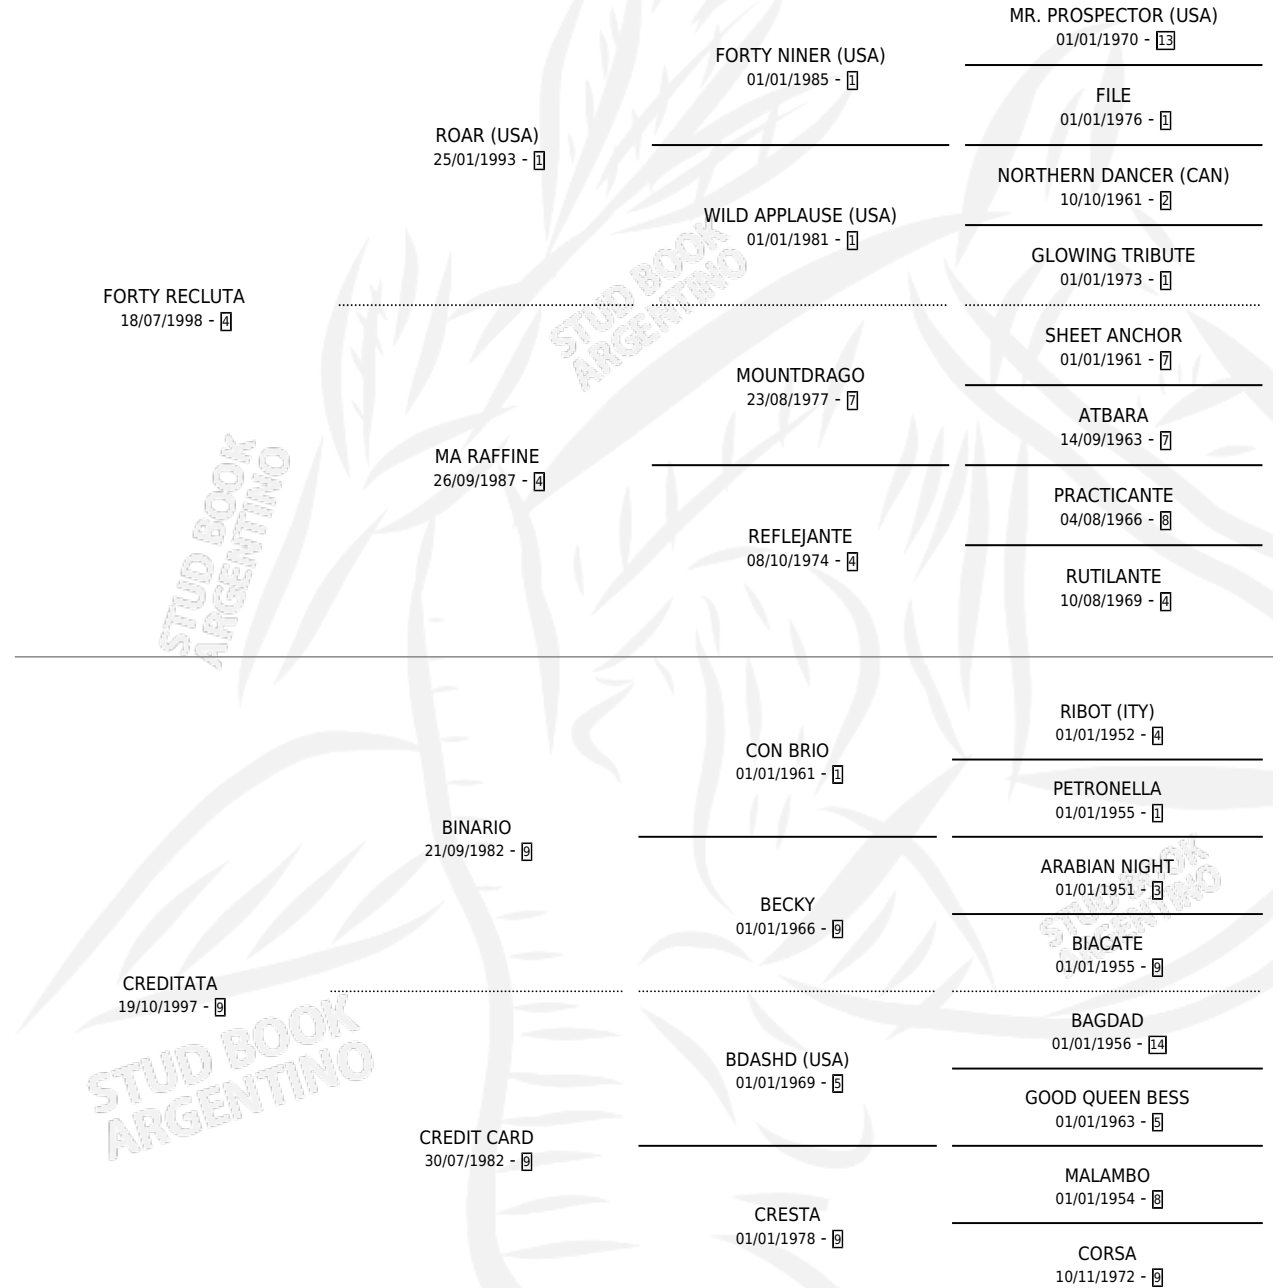 MR. PROSPECTOR (USA)
01/01/1970 - 13
FORTY NINER (USA)
01/01/1985 - 1
FILE
01/01/1976 - 1
ROAR (USA)
25/01/1993 - 1
NORTHERN DANCER (CAN)
10/10/1961 - 2
WILD APPLAUSE (USA)
01/01/1981 - 1
GLOWING TRIBUTE
01/01/1973 - 1
FORTY RECLUTA
18/07/1998 - 4
STUD BOOK
ARGENTINO
SHEET ANCHOR
01/01/1961 - 7
MOUNTDRAGO
23/08/1977 - 7
ATBARA
14/09/1963 - 7
MA RAFFINE
26/09/1987 - 4
PRACTICANTE
04/08/1966 - 8
REFLEJANTE
08/10/1974 - 4
RUTILANTE
10/08/1969 - 4
STUD BOOK
ARGENTINO
RIBOT (ITY)
01/01/1952 - 4
CON BRIO
01/01/1961 - 1
PETRONELLA
01/01/1955 - 1
BINARIO
21/09/1982 - 9
ARABIAN NIGHT
01/01/1951 - 3
BECKY
01/01/1966 - 9
BIACATE
01/01/1955 - 9
STUD BOOK
ARGENTINO
CREDITATA
19/10/1997 - 9
BAGDAD
01/01/1956 - 14
BDASHD (USA)
01/01/1969 - 5
GOOD QUEEN BESS
01/01/1963 - 5
STUD BOOK
ARGENTINO
CREDIT CARD
30/07/1982 - 9
MALAMBO
01/01/1954 - 8
CRESTA
01/01/1978 - 9
CORSA
10/11/1972 - 9